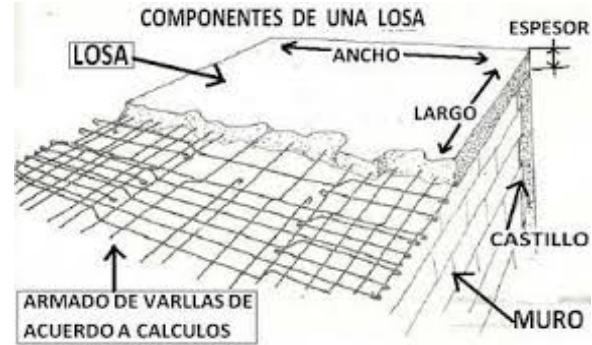 COMPONENTES DE UNA LOSA
ESPESOR
LOSA
ANCHO
LARGO
CASTILLO
ARMADO DE VARLLAS DE
ACUERDO A CALCULOS
MURO